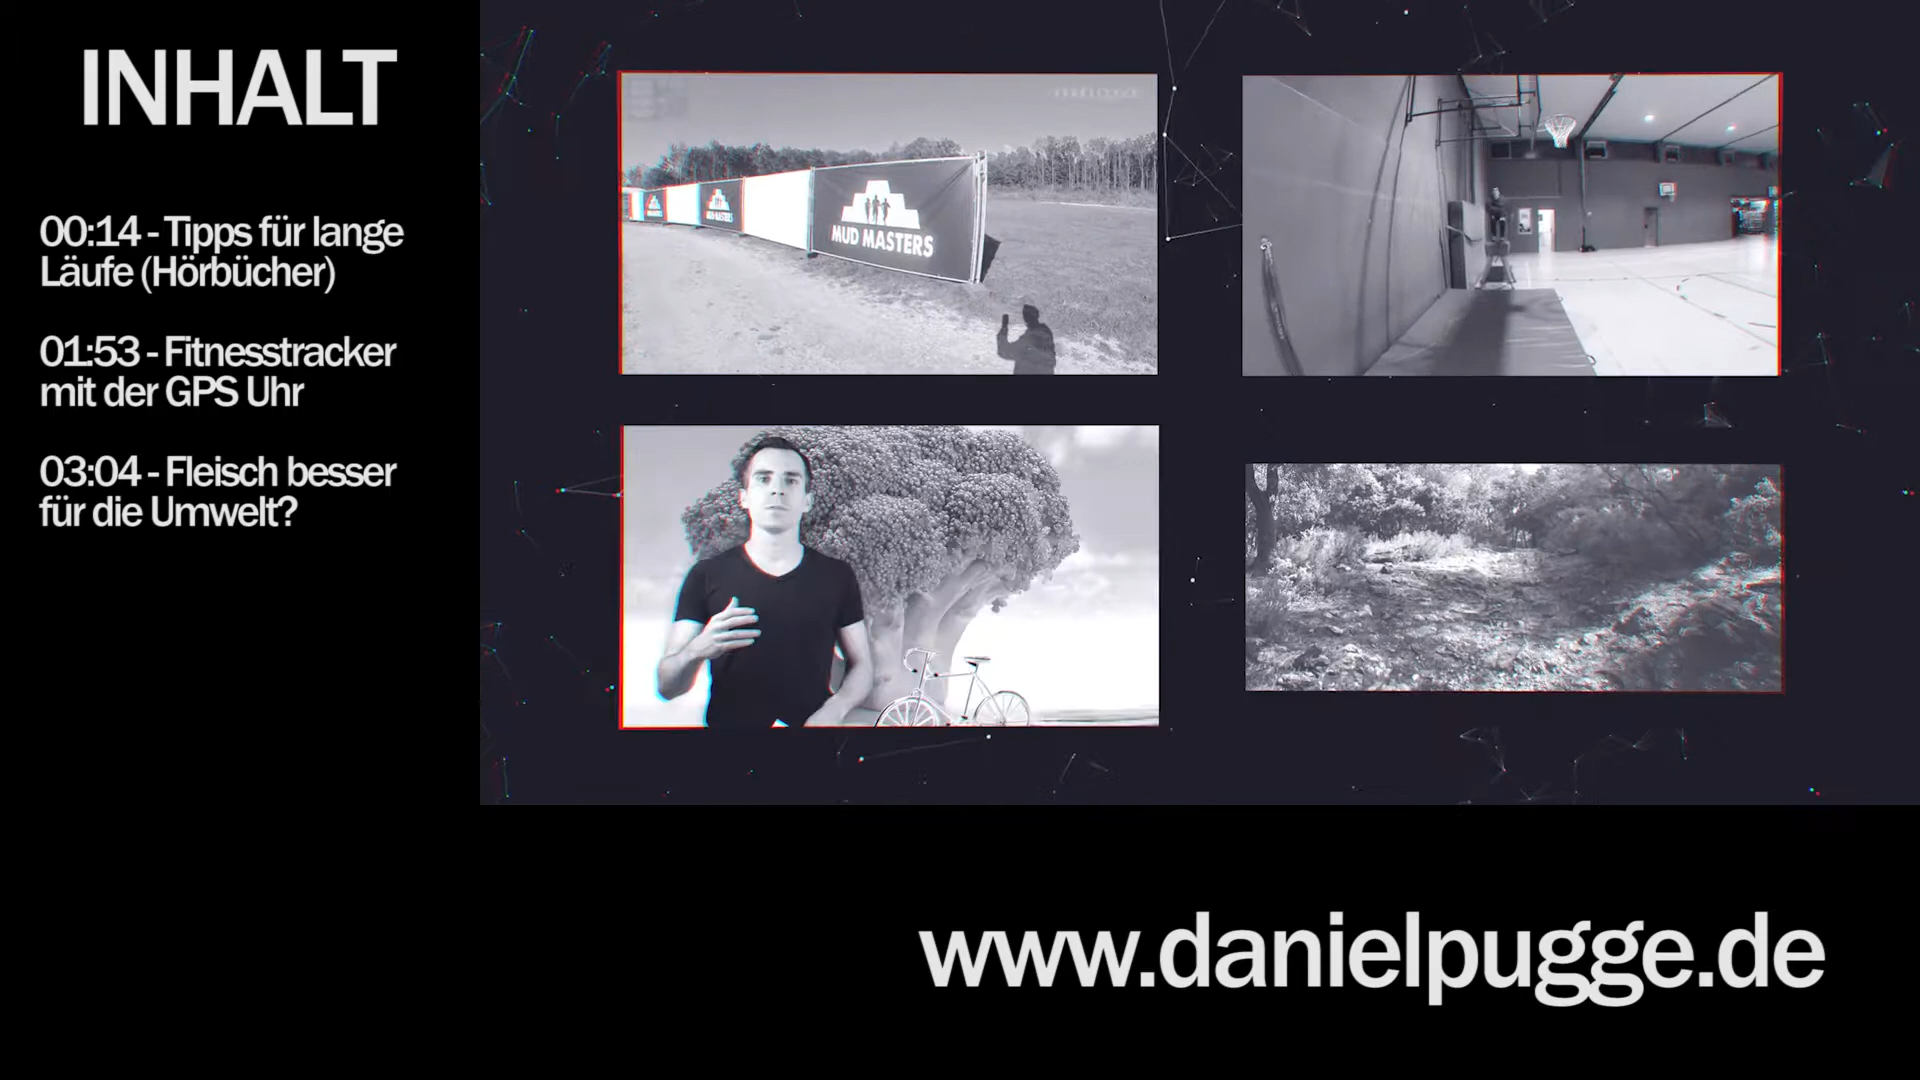 INHALT
00:14 - Tipps für lange
Läufe (Hörbücher)
01:53 - Fitnesstracker
mit der GPS Uhr
03:04 - Fleisch besser
für die Umwelt?
MUD MASTERS
MUD MASTERS
www.danielpugge.de